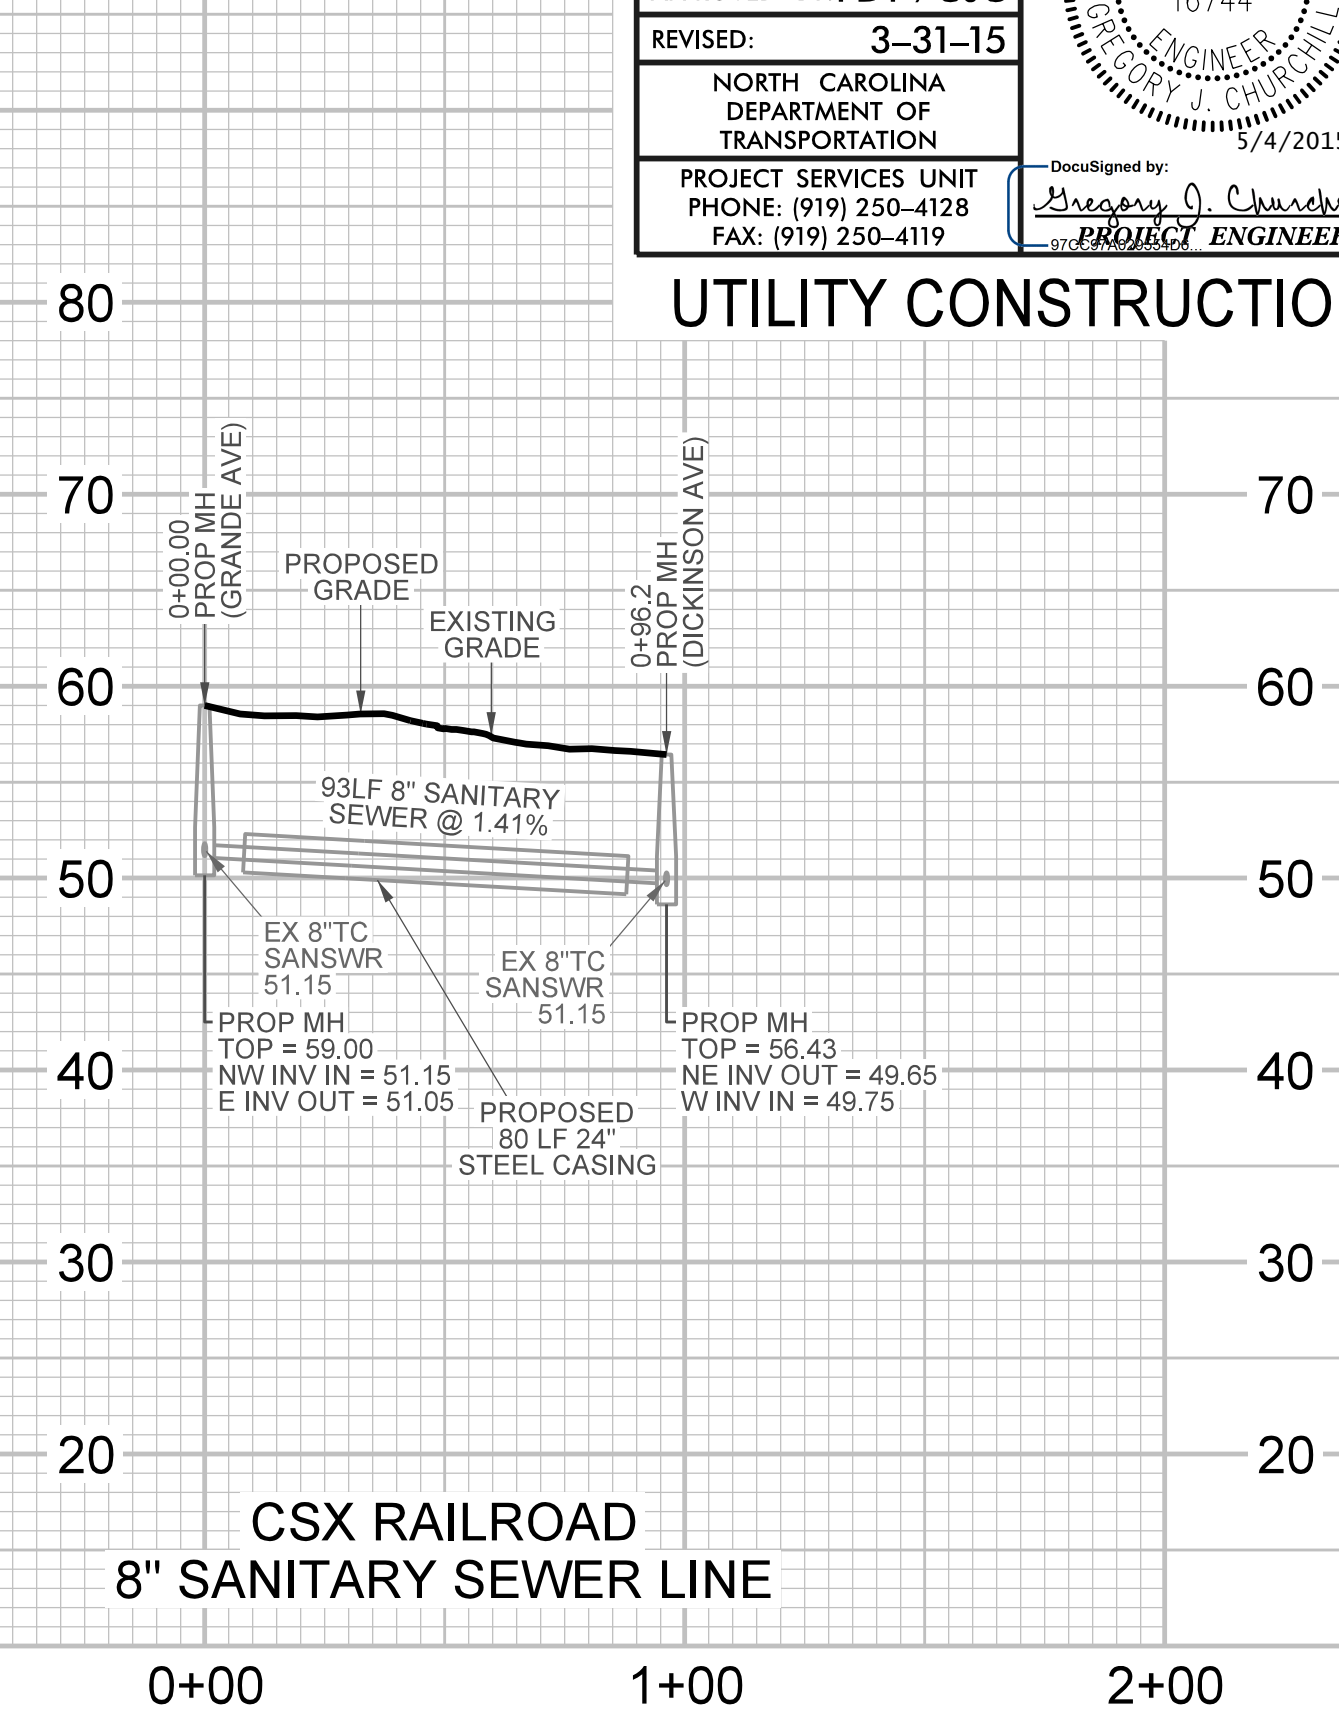 REVISED: 3–31–15
NORTH CAROLINA
DEPARTMENT OF
TRANSPORTATION
PROJECT SERVICES UNIT
PHONE: (919) 250–4128
FAX: (919) 250–4119
16744
ENGINEER
GREGORY J. CHURCHILL
5/4/2015
DocuSigned by:
Gregory J. Church
PROJECT ENGINEER
97CC97A629554D6...
UTILITY CONSTRUCTIO
80
70
70
0+00.00
PROP MH
(GRANDE AVE)
PROPOSED
GRADE
EXISTING
GRADE
0+96.2
PROP MH
(DICKINSON AVE)
60
60
93LF 8" SANITARY
SEWER @ 1.41%
50
50
EX 8"TC
SANSWR
51.15
EX 8"TC
SANSWR
51.15
PROP MH
TOP = 59.00
NW INV IN = 51.15
E INV OUT = 51.05
PROP MH
TOP = 56.43
NE INV OUT = 49.65
W INV IN = 49.75
40
40
PROPOSED
80 LF 24"
STEEL CASING
30
30
20
20
CSX RAILROAD
8" SANITARY SEWER LINE
0+00
1+00
2+00